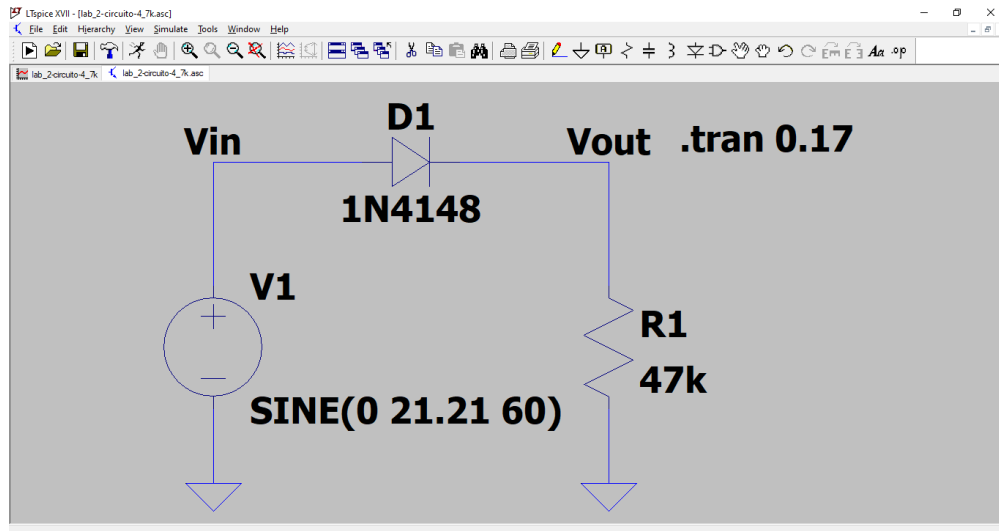 LTspice XVII - [lab_2-circuito-4_7k.asc]
File Edit Hierarchy View Simulate Tools Window Help
Aa .op
lab_2-circuito-4_7k lab_2-circuito-4_7k.asc
D1
Vin Vout .tran 0.17
1N4148
V1
R1
47k
SINE(0 21.21 60)